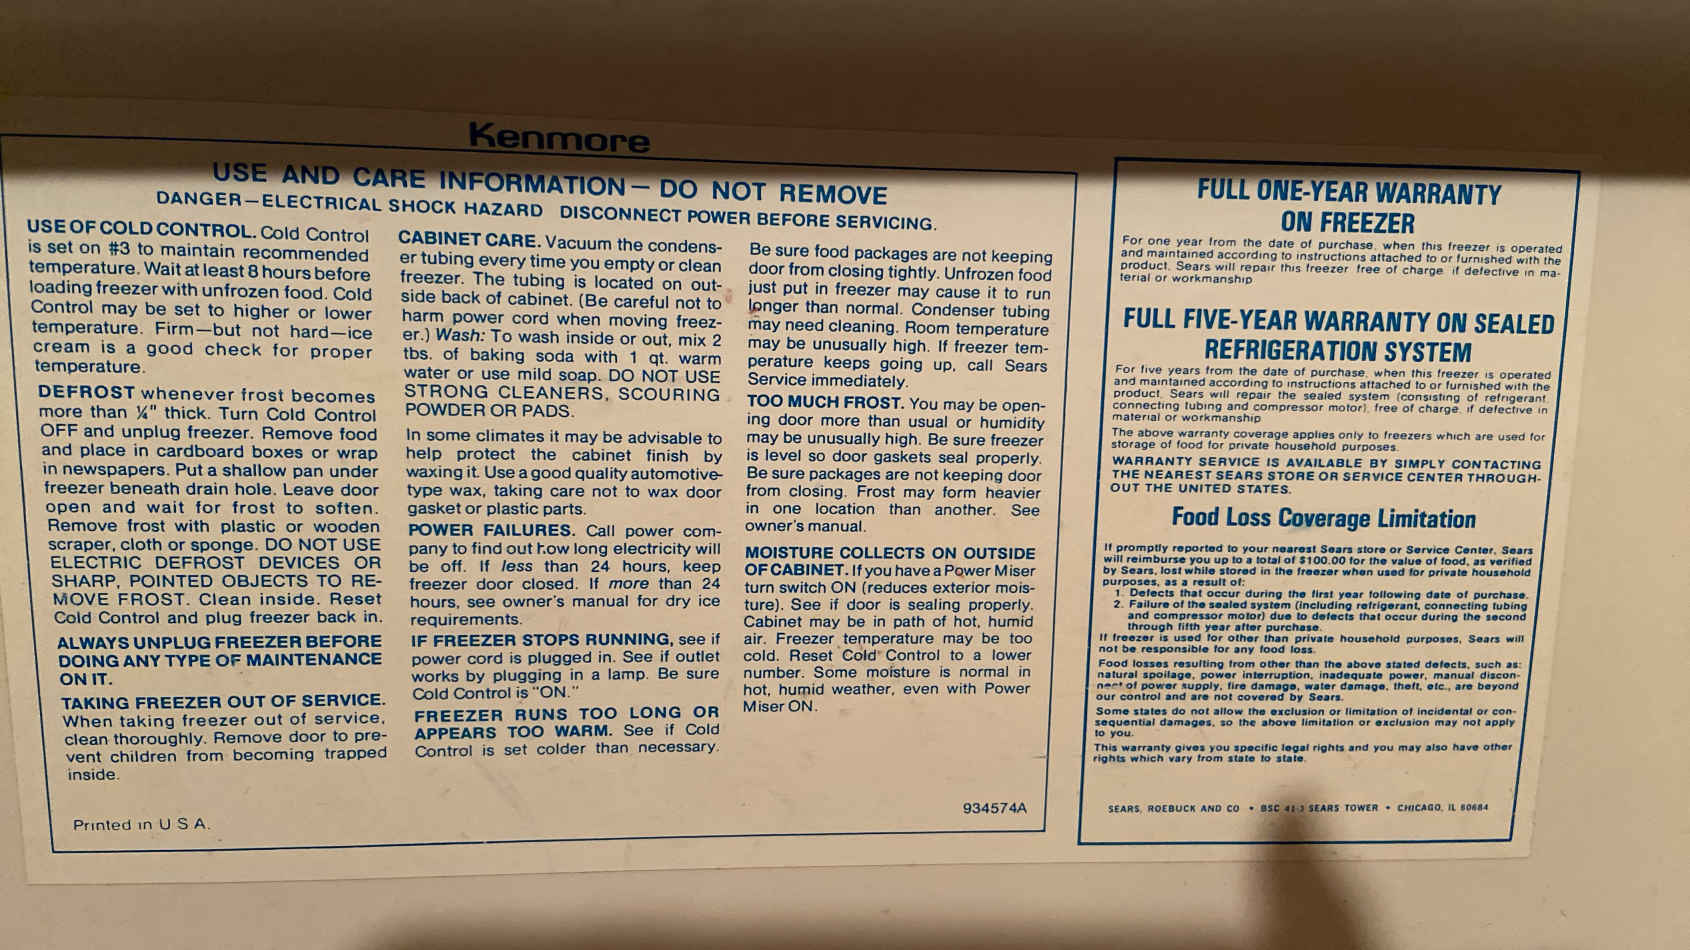 Kenmore
USE AND CARE INFORMATION — DO NOT REMOVE
DANGER — ELECTRICAL SHOCK HAZARD DISCONNECT POWER BEFORE SERVICING.
USE OF COLD CONTROL. Cold Control
is set on #3 to maintain recommended
temperature. Wait at least 8 hours before
loading freezer with unfrozen food. Cold
Control may be set to higher or lower
temperature. Firm—but not hard—ice
cream is a good check for proper
temperature.
DEFROST whenever frost becomes
more than ¼" thick. Turn Cold Control
OFF and unplug freezer. Remove food
and place in cardboard boxes or wrap
in newspapers. Put a shallow pan under
freezer beneath drain hole. Leave door
open and wait for frost to soften.
Remove frost with plastic or wooden
scraper, cloth or sponge. DO NOT USE
ELECTRIC DEFROST DEVICES OR
SHARP, POINTED OBJECTS TO RE-
MOVE FROST. Clean inside. Reset
Cold Control and plug freezer back in.
ALWAYS UNPLUG FREEZER BEFORE
DOING ANY TYPE OF MAINTENANCE
ON IT.
TAKING FREEZER OUT OF SERVICE.
When taking freezer out of service,
clean thoroughly. Remove door to pre-
vent children from becoming trapped
inside.
Printed in U S A.
CABINET CARE. Vacuum the condens-
er tubing every time you empty or clean
freezer. The tubing is located on out-
side back of cabinet. (Be careful not to
harm power cord when moving freez-
er.) Wash: To wash inside or out, mix 2
tbs. of baking soda with 1 qt. warm
water or use mild soap. DO NOT USE
STRONG CLEANERS, SCOURING
POWDER OR PADS.
In some climates it may be advisable to
help protect the cabinet finish by
waxing it. Use a good quality automotive-
type wax, taking care not to wax door
gasket or plastic parts.
POWER FAILURES. Call power com-
pany to find out how long electricity will
be off. If less than 24 hours, keep
freezer door closed. If more than 24
hours, see owner's manual for dry ice
requirements.
IF FREEZER STOPS RUNNING, see if
power cord is plugged in. See if outlet
works by plugging in a lamp. Be sure
Cold Control is "ON."
FREEZER RUNS TOO LONG OR
APPEARS TOO WARM. See if Cold
Control is set colder than necessary.
Be sure food packages are not keeping
door from closing tightly. Unfrozen food
just put in freezer may cause it to run
longer than normal. Condenser tubing
may need cleaning. Room temperature
may be unusually high. If freezer tem-
perature keeps going up, call Sears
Service immediately.
TOO MUCH FROST. You may be open-
ing door more than usual or humidity
may be unusually high. Be sure freezer
is level so door gaskets seal properly.
Be sure packages are not keeping door
from closing. Frost may form heavier
in one location than another. See
owner's manual.
MOISTURE COLLECTS ON OUTSIDE
OF CABINET. If you have a Power Miser
turn switch ON (reduces exterior mois-
ture). See if door is sealing properly.
Cabinet may be in path of hot, humid
air. Freezer temperature may be too
cold. Reset Cold Control to a lower
number. Some moisture is normal in
hot, humid weather, even with Power
Miser ON.
934574A
FULL ONE-YEAR WARRANTY
ON FREEZER
For one year from the date of purchase, when this freezer is operated
and maintained according to instructions attached to or furnished with the
product. Sears will repair this freezer free of charge, if defective in ma-
terial or workmanship
FULL FIVE-YEAR WARRANTY ON SEALED
REFRIGERATION SYSTEM
For five years from the date of purchase, when this freezer is operated
and maintained according to instructions attached to or furnished with the
product, Sears will repair the sealed system (consisting of refrigerant,
connecting tubing and compressor motor), free of charge, if defective in
material or workmanship
The above warranty coverage applies only to freezers which are used for
storage of food for private household purposes.
WARRANTY SERVICE IS AVAILABLE BY SIMPLY CONTACTING
THE NEAREST SEARS STORE OR SERVICE CENTER THROUGH-
OUT THE UNITED STATES.
Food Loss Coverage Limitation
If promptly reported to your nearest Sears store or Service Center, Sears
will reimburse you up to a total of $100.00 for the value of food, as verified
by Sears, lost while stored in the freezer when used for private household
purposes, as a result of:
1. Defects that occur during the first year following date of purchase.
2. Failure of the sealed system (including refrigerant, connecting tubing
and compressor motor) due to defects that occur during the second
through fifth year after purchase.
If freezer is used for other than private household purposes, Sears will
not be responsible for any food loss.
Food losses resulting from other than the above stated defects, such as:
natural spoilage, power interruption, inadequate power, manual discon-
nect of power supply, fire damage, water damage, theft, etc., are beyond
our control and are not covered by Sears.
Some states do not allow the exclusion or limitation of incidental or con-
sequential damages, so the above limitation or exclusion may not apply
to you.
This warranty gives you specific legal rights and you may also have other
rights which vary from state to state.
SEARS, ROEBUCK AND CO • BSC 41-3 SEARS TOWER • CHICAGO, IL 60684